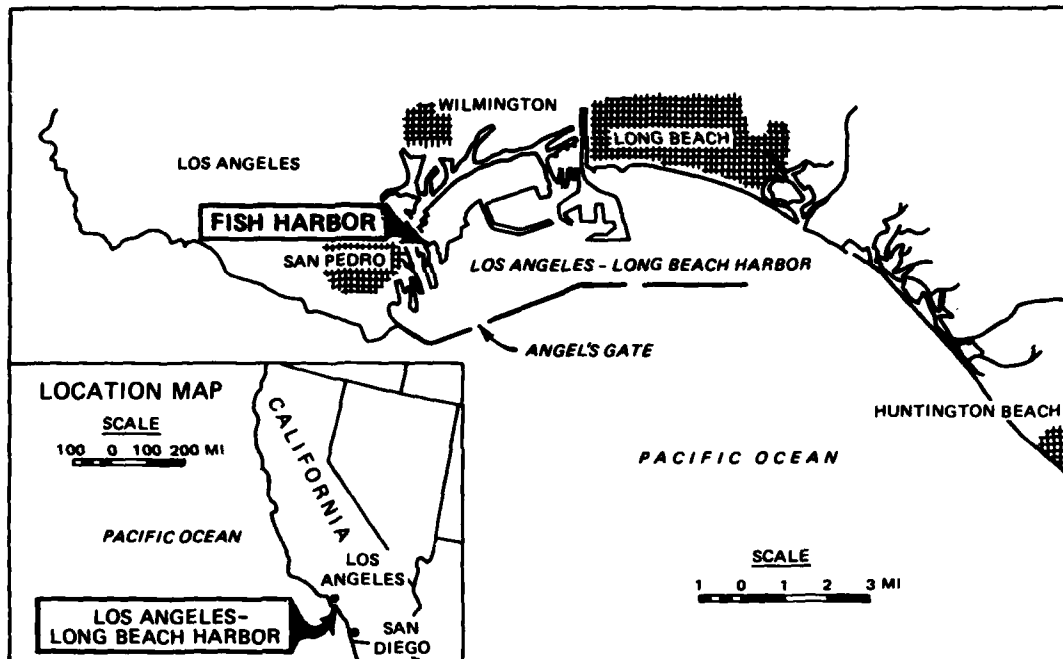 WILMINGTON
LONG BEACH
LOS ANGELES
FISH HARBOR
SAN PEDRO
LOS ANGELES - LONG BEACH HARBOR
ANGEL'S GATE
HUNTINGTON BEACH
PACIFIC OCEAN
SCALE
1 0 1 2 3 MI
LOCATION MAP
SCALE
100 0 100 200 MI
CALIFORNIA
PACIFIC OCEAN
LOS
ANGELES
LOS ANGELES-
LONG BEACH HARBOR
SAN
DIEGO